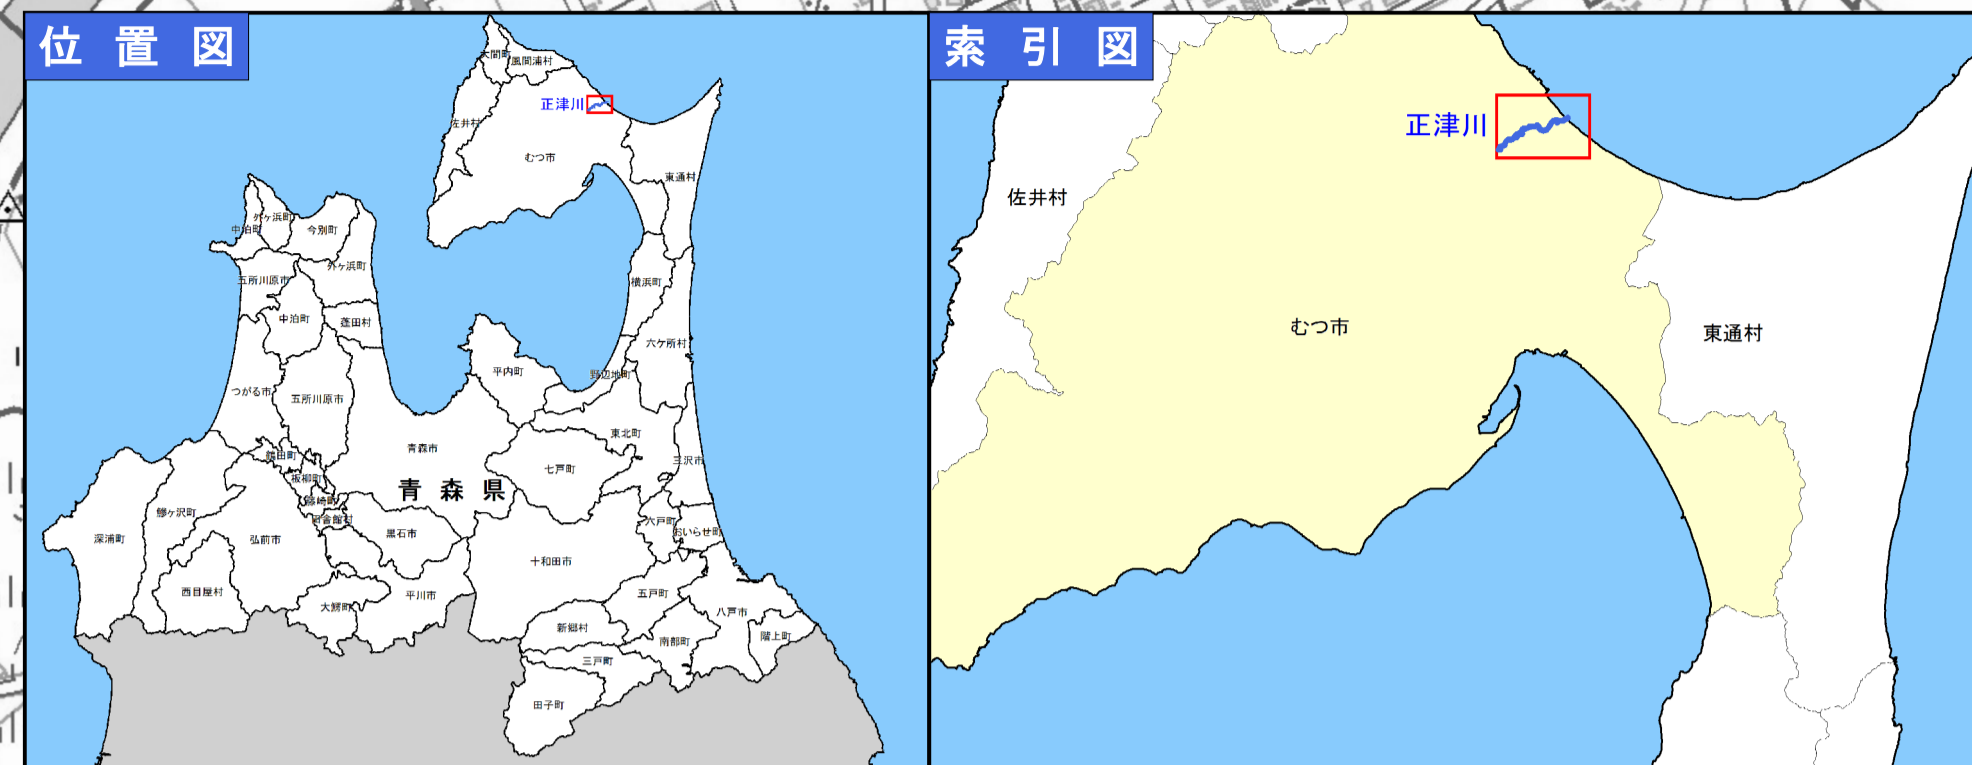 位置図
大間町
風間浦村
正津川
佐井村
むつ市
東通村
外ヶ浜町
中泊町
今別町
外ヶ浜町
五所川原市
横浜町
中泊町
蓬田村
六ケ所村
平内町
野辺地町
つがる市
五所川原市
東北町
青森市
鶴田町
三沢市
七戸町
板柳町
青森県
藤崎町
鰺ヶ沢町
田舎館村
六戸町
おいらせ町
黒石市
深浦町
弘前市
十和田市
西目屋村
平川市
五戸町
大鰐町
八戸市
新郷村
南部町
階上町
三戸町
田子町
索引図
正津川
佐井村
むつ市
東通村